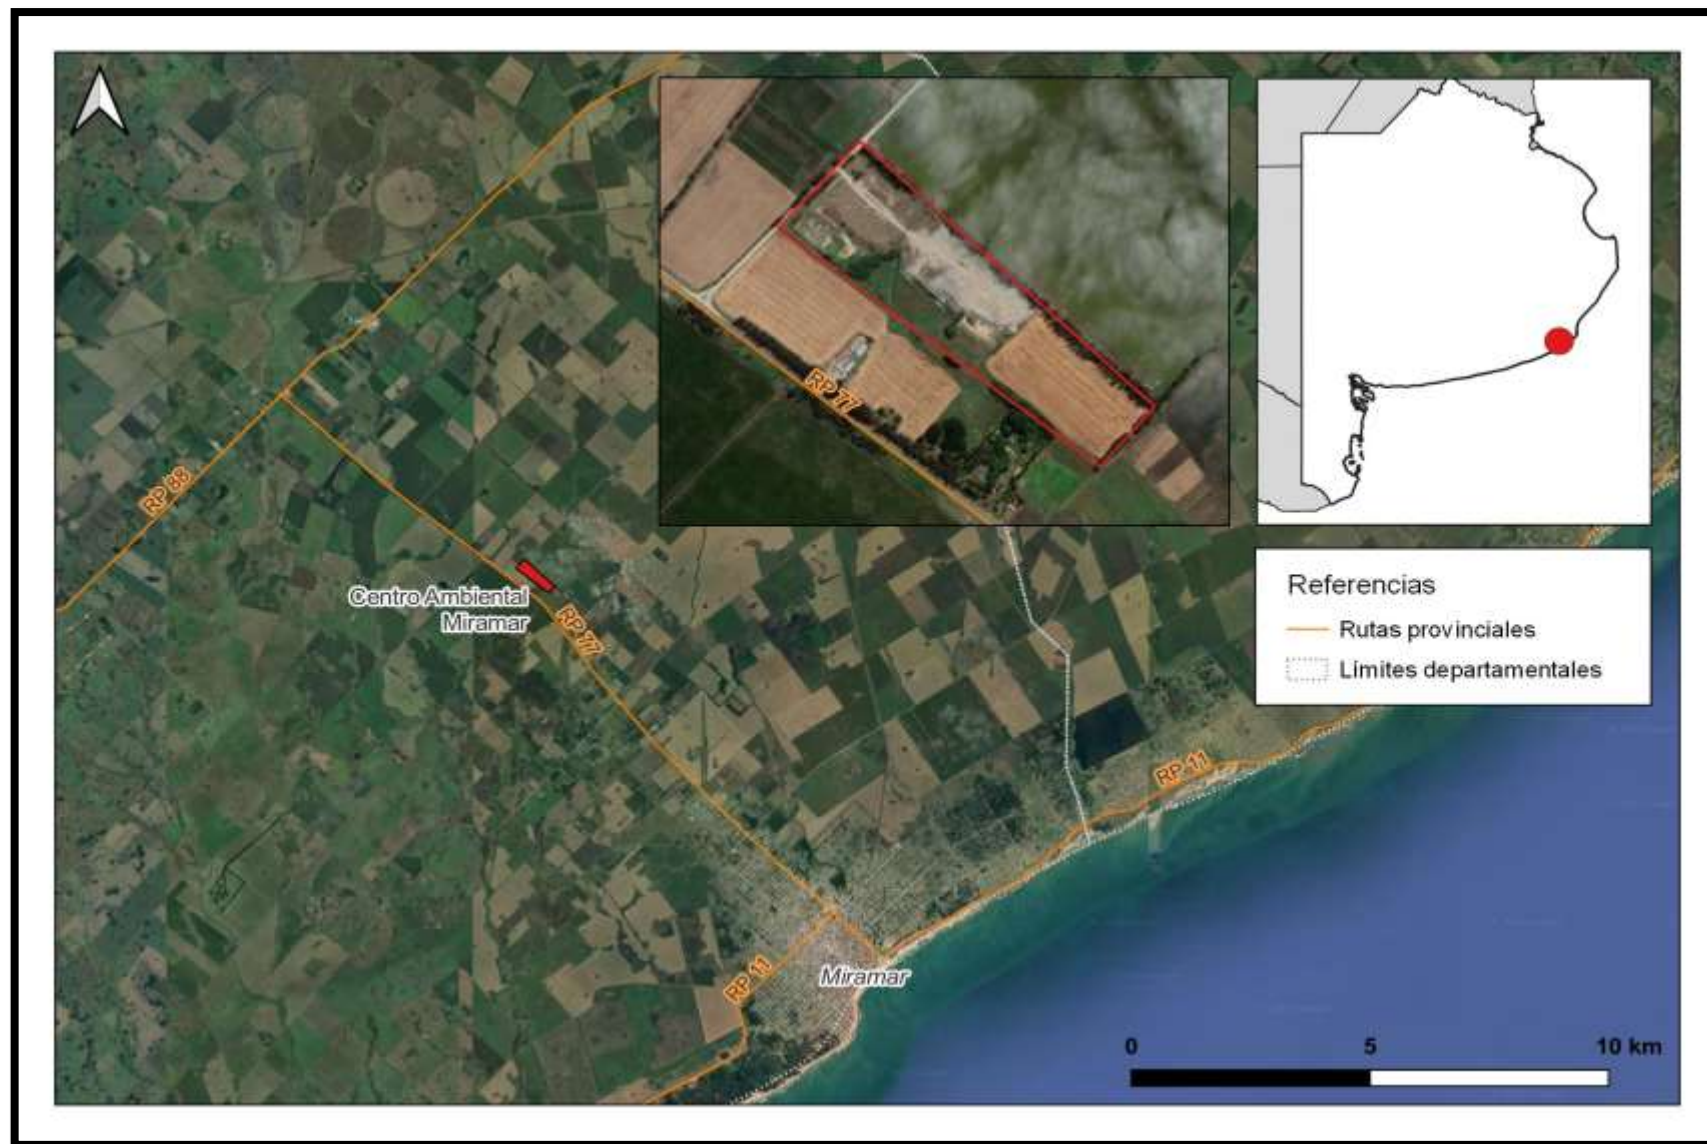 RP 77
RP 88
Centro Ambiental
Miramar
RP 77
Referencias
Rutas provinciales
Límites departamentales
RP 11
RP 11
Miramar
0 5 10 km